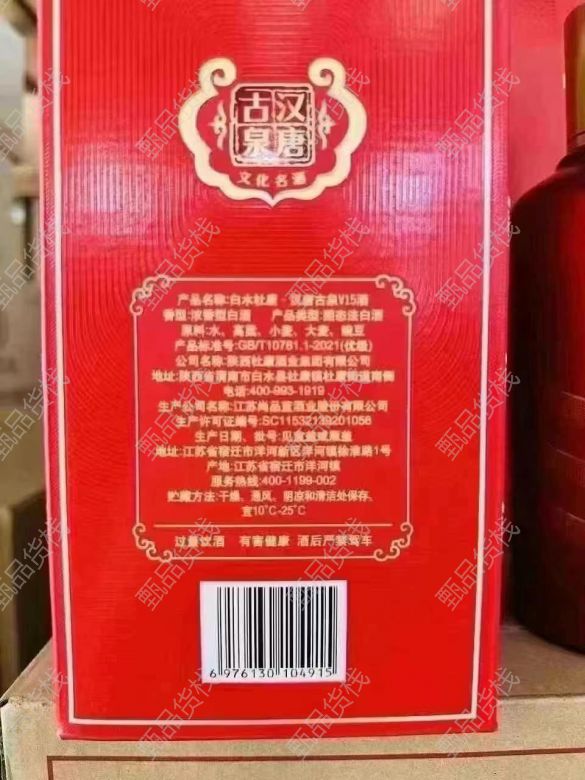 汉唐
古泉
文化名酒
产品名称:白水杜康·汉唐古泉V15酒
香型:浓香型白酒 产品类型:固态法白酒
原料:水、高粱、小麦、大麦、豌豆
产品标准号:GB/T10781.1-2021(优级)
公司名称:陕西杜康酒业集团有限公司
地址:陕西省渭南市白水县杜康镇杜康街道南侧
电话:400-993-1919
生产公司名称:江苏尚品重酒业股份有限公司
生产许可证编号:SC11532139201056
生产日期、批号:见盒盖或瓶盖
地址:江苏省宿迁市洋河新区洋河镇徐淮路1号
产地:江苏省宿迁市洋河镇
服务热线:400-1199-002
贮藏方法:干燥、通风、阴凉和清洁处保存、
宜10°C-25°C
过量饮酒 有害健康 酒后严禁驾车
6 976130 104915
甄品货栈